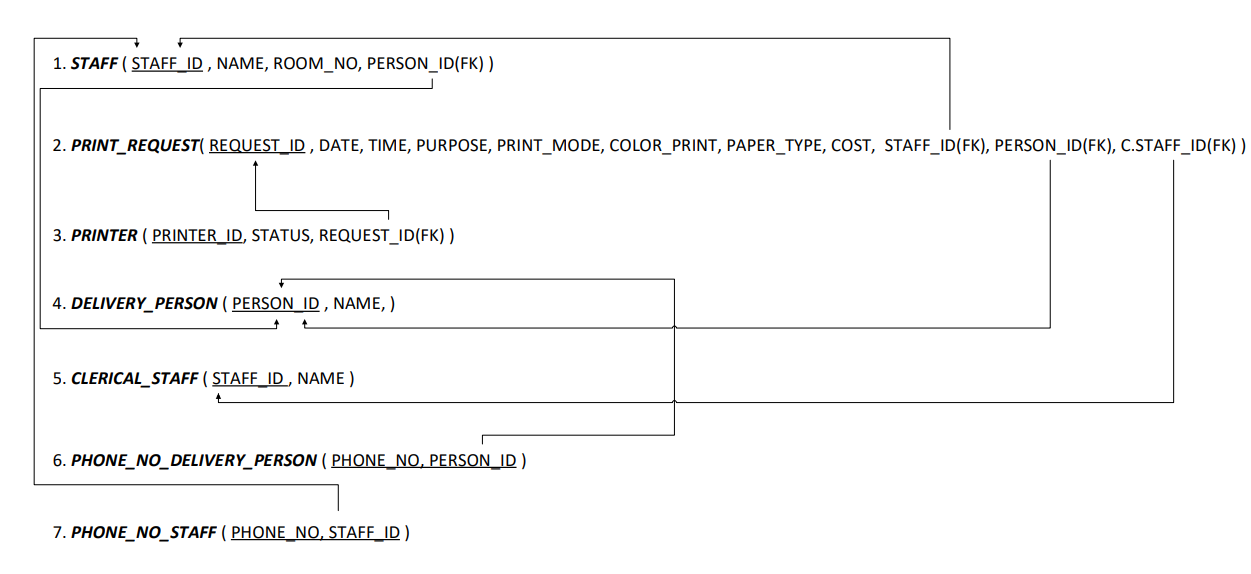 1. STAFF ( STAFF_ID , NAME, ROOM_NO, PERSON_ID(FK) )
2. PRINT_REQUEST( REQUEST_ID , DATE, TIME, PURPOSE, PRINT_MODE, COLOR_PRINT, PAPER_TYPE, COST, STAFF_ID(FK), PERSON_ID(FK), C.STAFF_ID(FK) )
3. PRINTER ( PRINTER_ID, STATUS, REQUEST_ID(FK) )
4. DELIVERY_PERSON ( PERSON_ID , NAME, )
5. CLERICAL_STAFF ( STAFF_ID , NAME )
6. PHONE_NO_DELIVERY_PERSON ( PHONE_NO, PERSON_ID )
7. PHONE_NO_STAFF ( PHONE_NO, STAFF_ID )